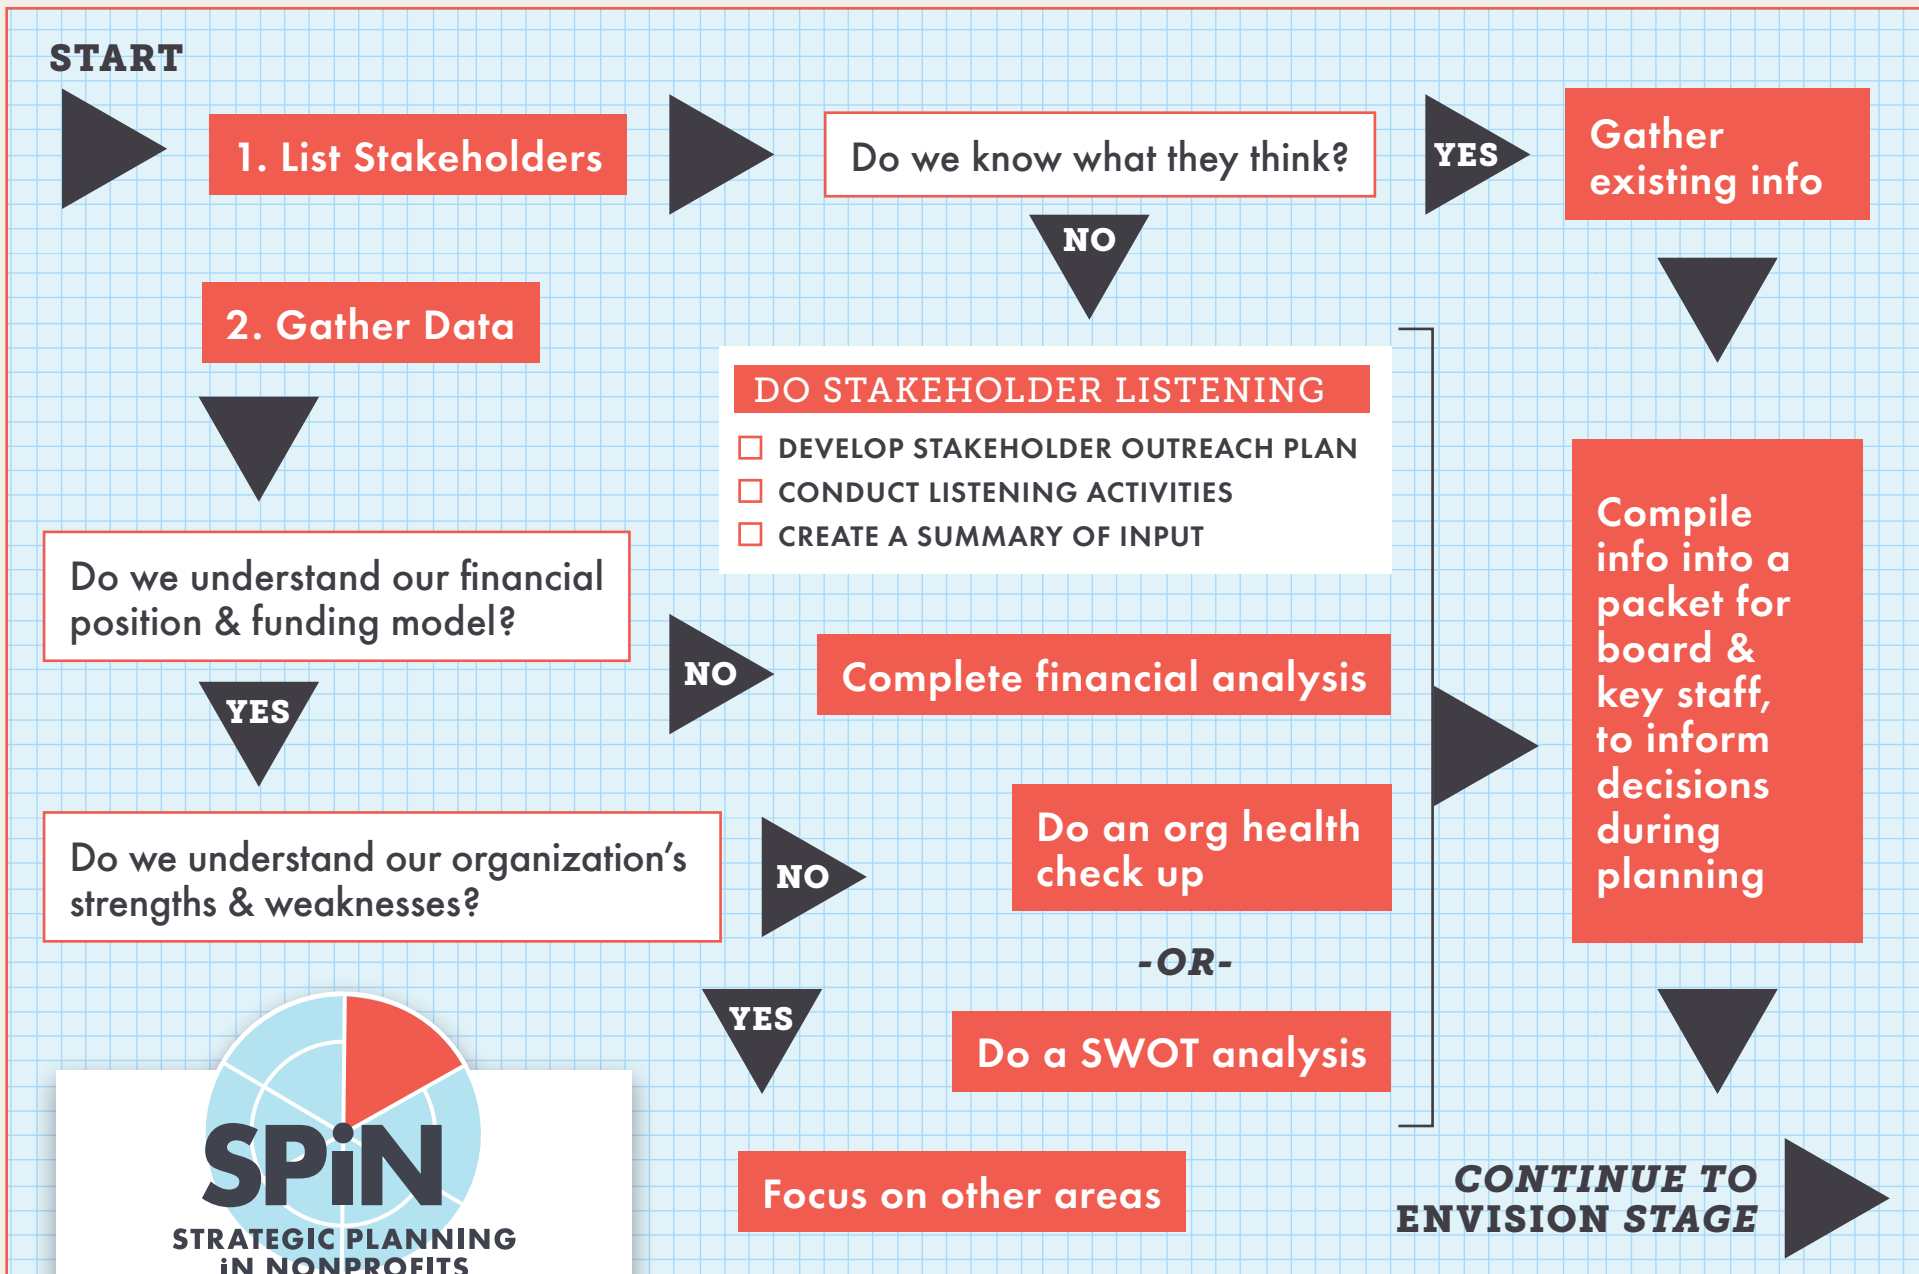 START
1. List Stakeholders
Do we know what they think?
YES
Gather
existing info
NO
2. Gather Data
DO STAKEHOLDER LISTENING
DEVELOP STAKEHOLDER OUTREACH PLAN
CONDUCT LISTENING ACTIVITIES
CREATE A SUMMARY OF INPUT
Do we understand our financial
position & funding model?
NO
Complete financial analysis
YES
Compile
info into a
packet for
board &
key staff,
to inform
decisions
during
planning
Do we understand our organization’s
strengths & weaknesses?
NO
Do an org health
check up
-OR-
YES
Do a SWOT analysis
Focus on other areas
CONTINUE TO
ENVISION STAGE
SPiN
STRATEGIC PLANNING
iN NONPROFITS